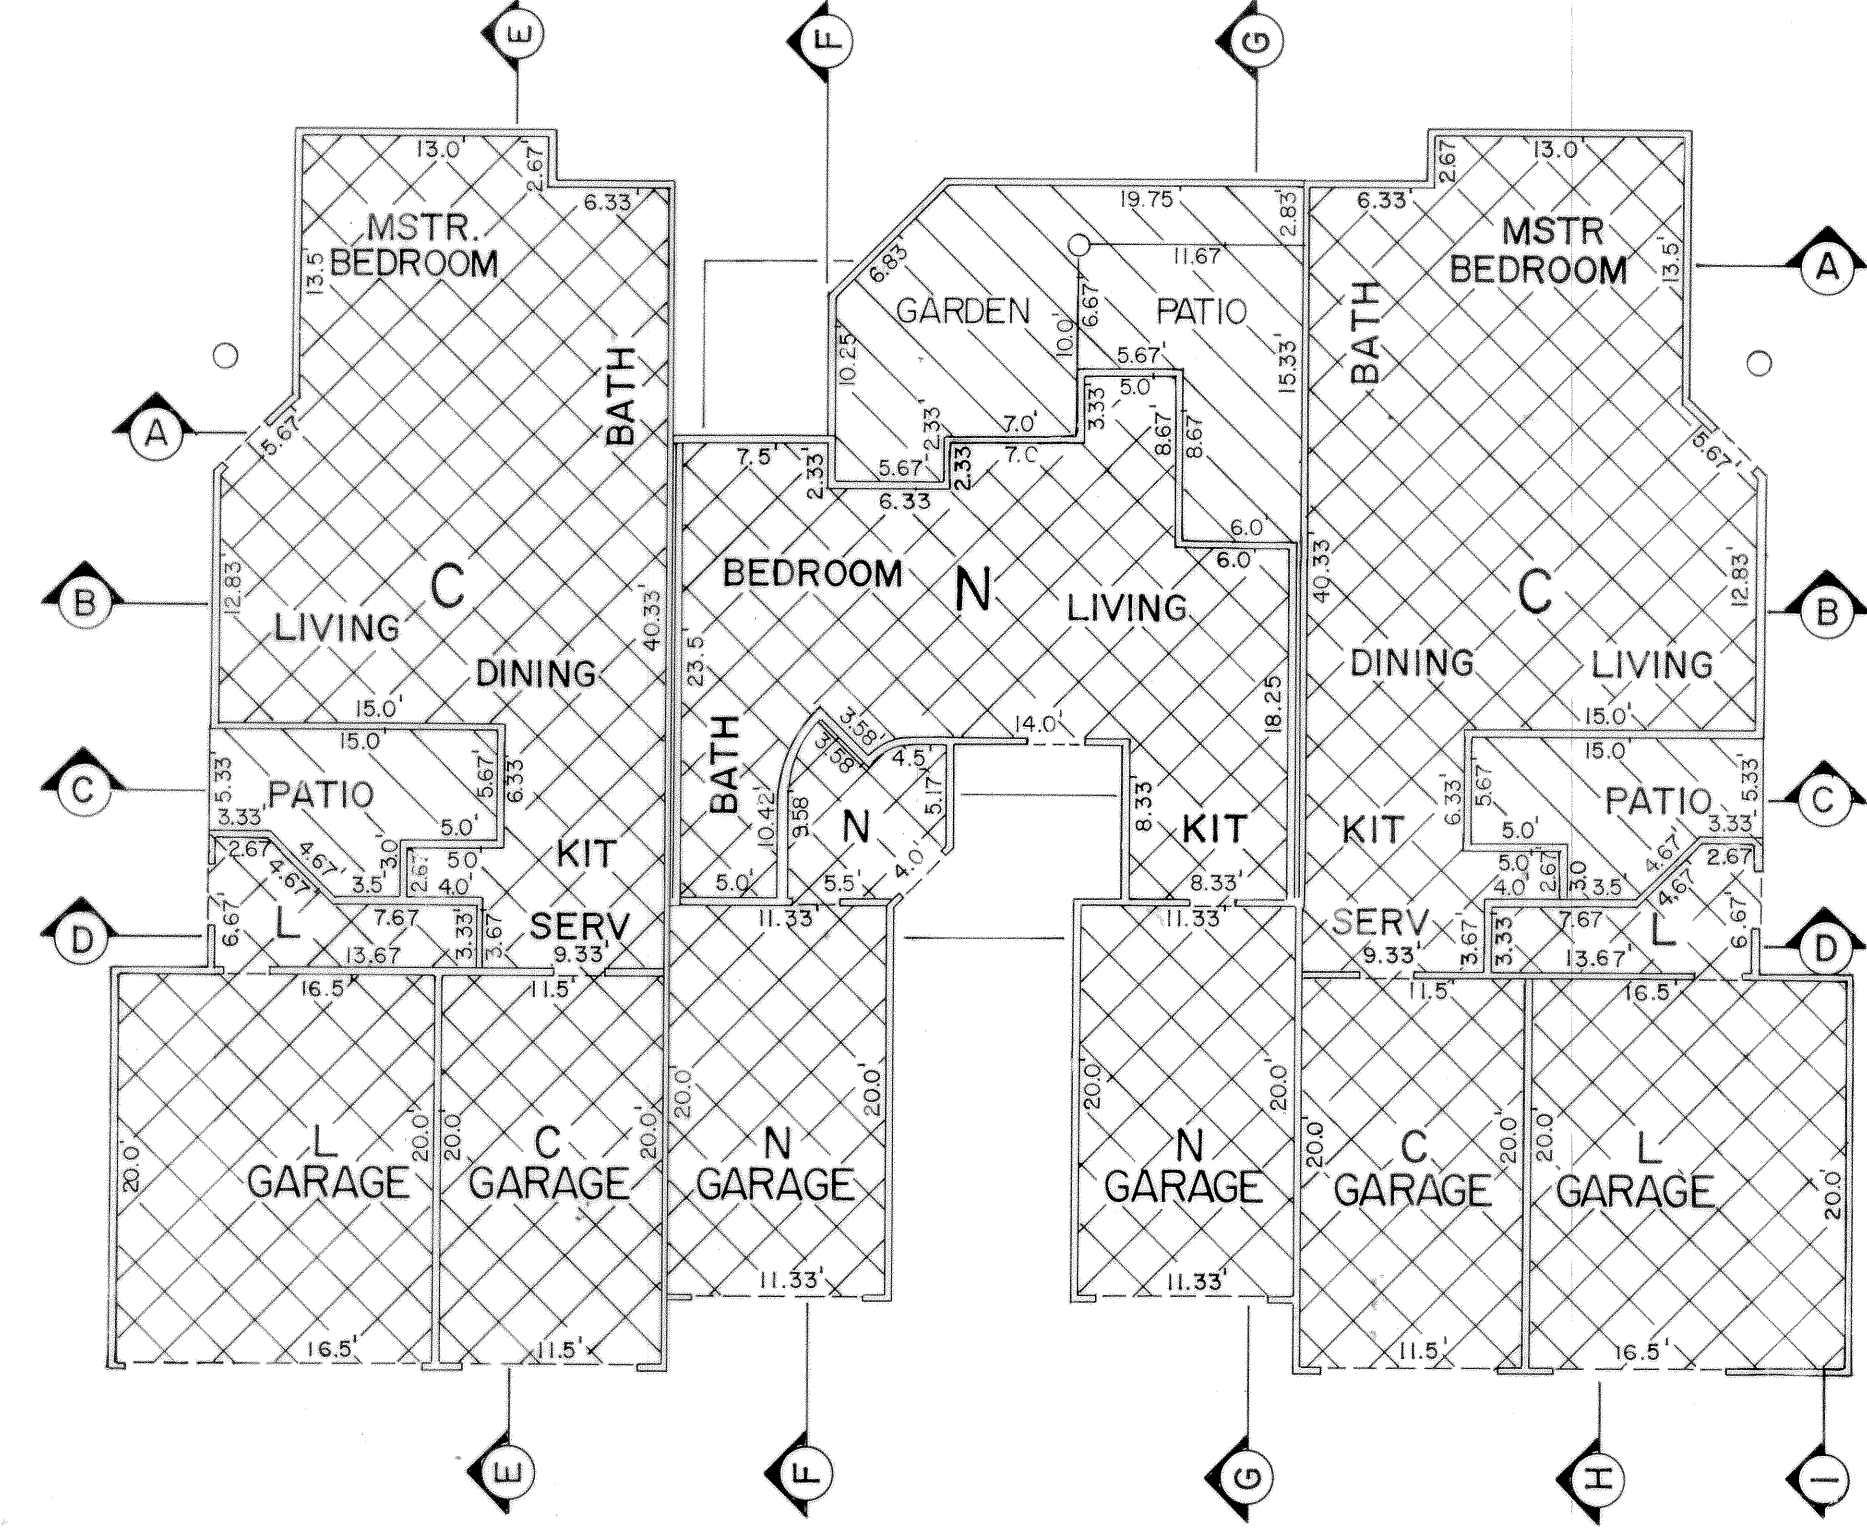 E
F
G
13.0'
2.67'
6.33'
MSTR.
BEDROOM
13.5'
BATH
5.67'
A
19.75'
2.83'
6.83'
11.67'
GARDEN
PATIO
10.0'
6.67'
10.25'
15.33'
5.67'
5.0'
3.33'
8.67'
8.67'
2.33'
7.0'
5.67'
6.0'
2.67
13.0'
6.33'
MSTR
BEDROOM
13.5'
BATH
5.67'
A
7.5'
2.33'
6.33
2.33'
6.0'
BEDROOM
N
LIVING
23.5'
18.25'
BATH
3.58'
3.58'
14.0'
4.5'
5.17'
10.42'
9.58'
N
4.0'
8.33'
KIT
5.0'
5.5'
8.33'
B
12.83'
C
LIVING
DINING
40.33'
15.0'
15.0'
C
5.33'
PATIO
5.67'
6.33'
3.33'
5.0'
2.67
4.67'
4.67'
3.0'
5.0'
2.67
3.5'
4.0'
KIT
D
6.67'
L
7.67
3.33'
3.67'
SERV
13.67
9.33'
40.33'
C
12.83'
B
DINING
LIVING
15.0'
15.0'
KIT
6.33'
5.67'
PATIO
5.33'
C
5.0'
3.33'
5.0'
2.67'
3.0
4.67'
2.67
4.0'
3.5'
4.67'
SERV
7.67
L
6.67'
D
3.67'
3.33'
9.33'
13.67'
16.5'
11.5'
11.33'
11.33'
11.5'
16.5'
20.0'
20.0'
20.0'
20.0'
20.0'
20.0'
20.0'
20.0'
20.0'
20.0'
20.0'
20.0'
L
GARAGE
C
GARAGE
N
GARAGE
N
GARAGE
C
GARAGE
L
GARAGE
16.5'
11.5'
11.33'
11.33'
11.5'
16.5'
E
F
G
H
I